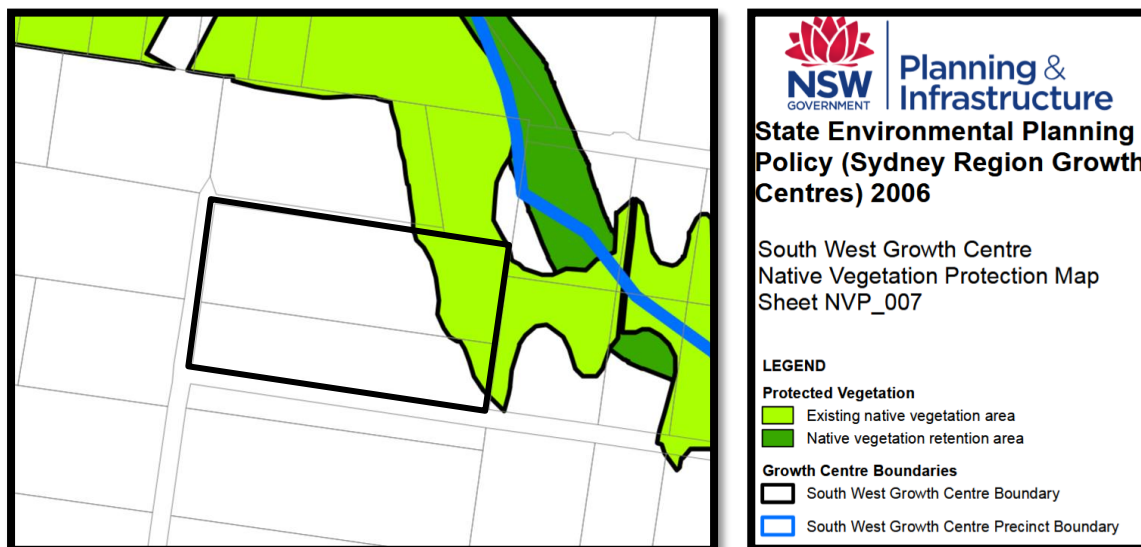 NSW
GOVERNMENT
Planning &
Infrastructure
State Environmental Planning
Policy (Sydney Region Growth
Centres) 2006
South West Growth Centre
Native Vegetation Protection Map
Sheet NVP_007
LEGEND
Protected Vegetation
Existing native vegetation area
Native vegetation retention area
Growth Centre Boundaries
South West Growth Centre Boundary
South West Growth Centre Precinct Boundary